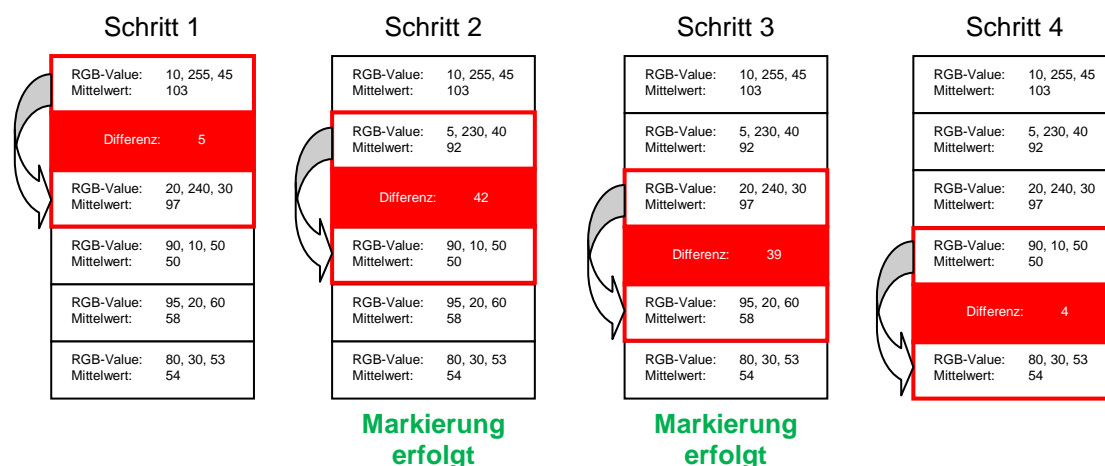 Schritt 1
RGB-Value: 10, 255, 45
Mittelwert: 103
Differenz: 5
RGB-Value: 20, 240, 30
Mittelwert: 97
RGB-Value: 90, 10, 50
Mittelwert: 50
RGB-Value: 95, 20, 60
Mittelwert: 58
RGB-Value: 80, 30, 53
Mittelwert: 54
Schritt 2
RGB-Value: 10, 255, 45
Mittelwert: 103
RGB-Value: 5, 230, 40
Mittelwert: 92
Differenz: 42
RGB-Value: 90, 10, 50
Mittelwert: 50
RGB-Value: 95, 20, 60
Mittelwert: 58
RGB-Value: 80, 30, 53
Mittelwert: 54
Markierung
erfolgt
Schritt 3
RGB-Value: 10, 255, 45
Mittelwert: 103
RGB-Value: 5, 230, 40
Mittelwert: 92
RGB-Value: 20, 240, 30
Mittelwert: 97
Differenz: 39
RGB-Value: 95, 20, 60
Mittelwert: 58
RGB-Value: 80, 30, 53
Mittelwert: 54
Markierung
erfolgt
Schritt 4
RGB-Value: 10, 255, 45
Mittelwert: 103
RGB-Value: 5, 230, 40
Mittelwert: 92
RGB-Value: 20, 240, 30
Mittelwert: 97
RGB-Value: 90, 10, 50
Mittelwert: 50
Differenz: 4
RGB-Value: 80, 30, 53
Mittelwert: 54